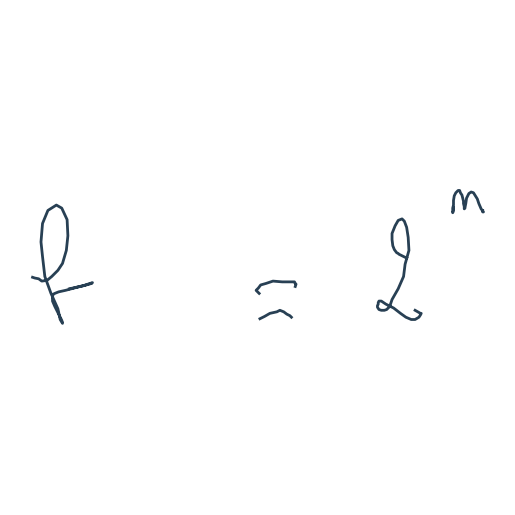 f = 2^m